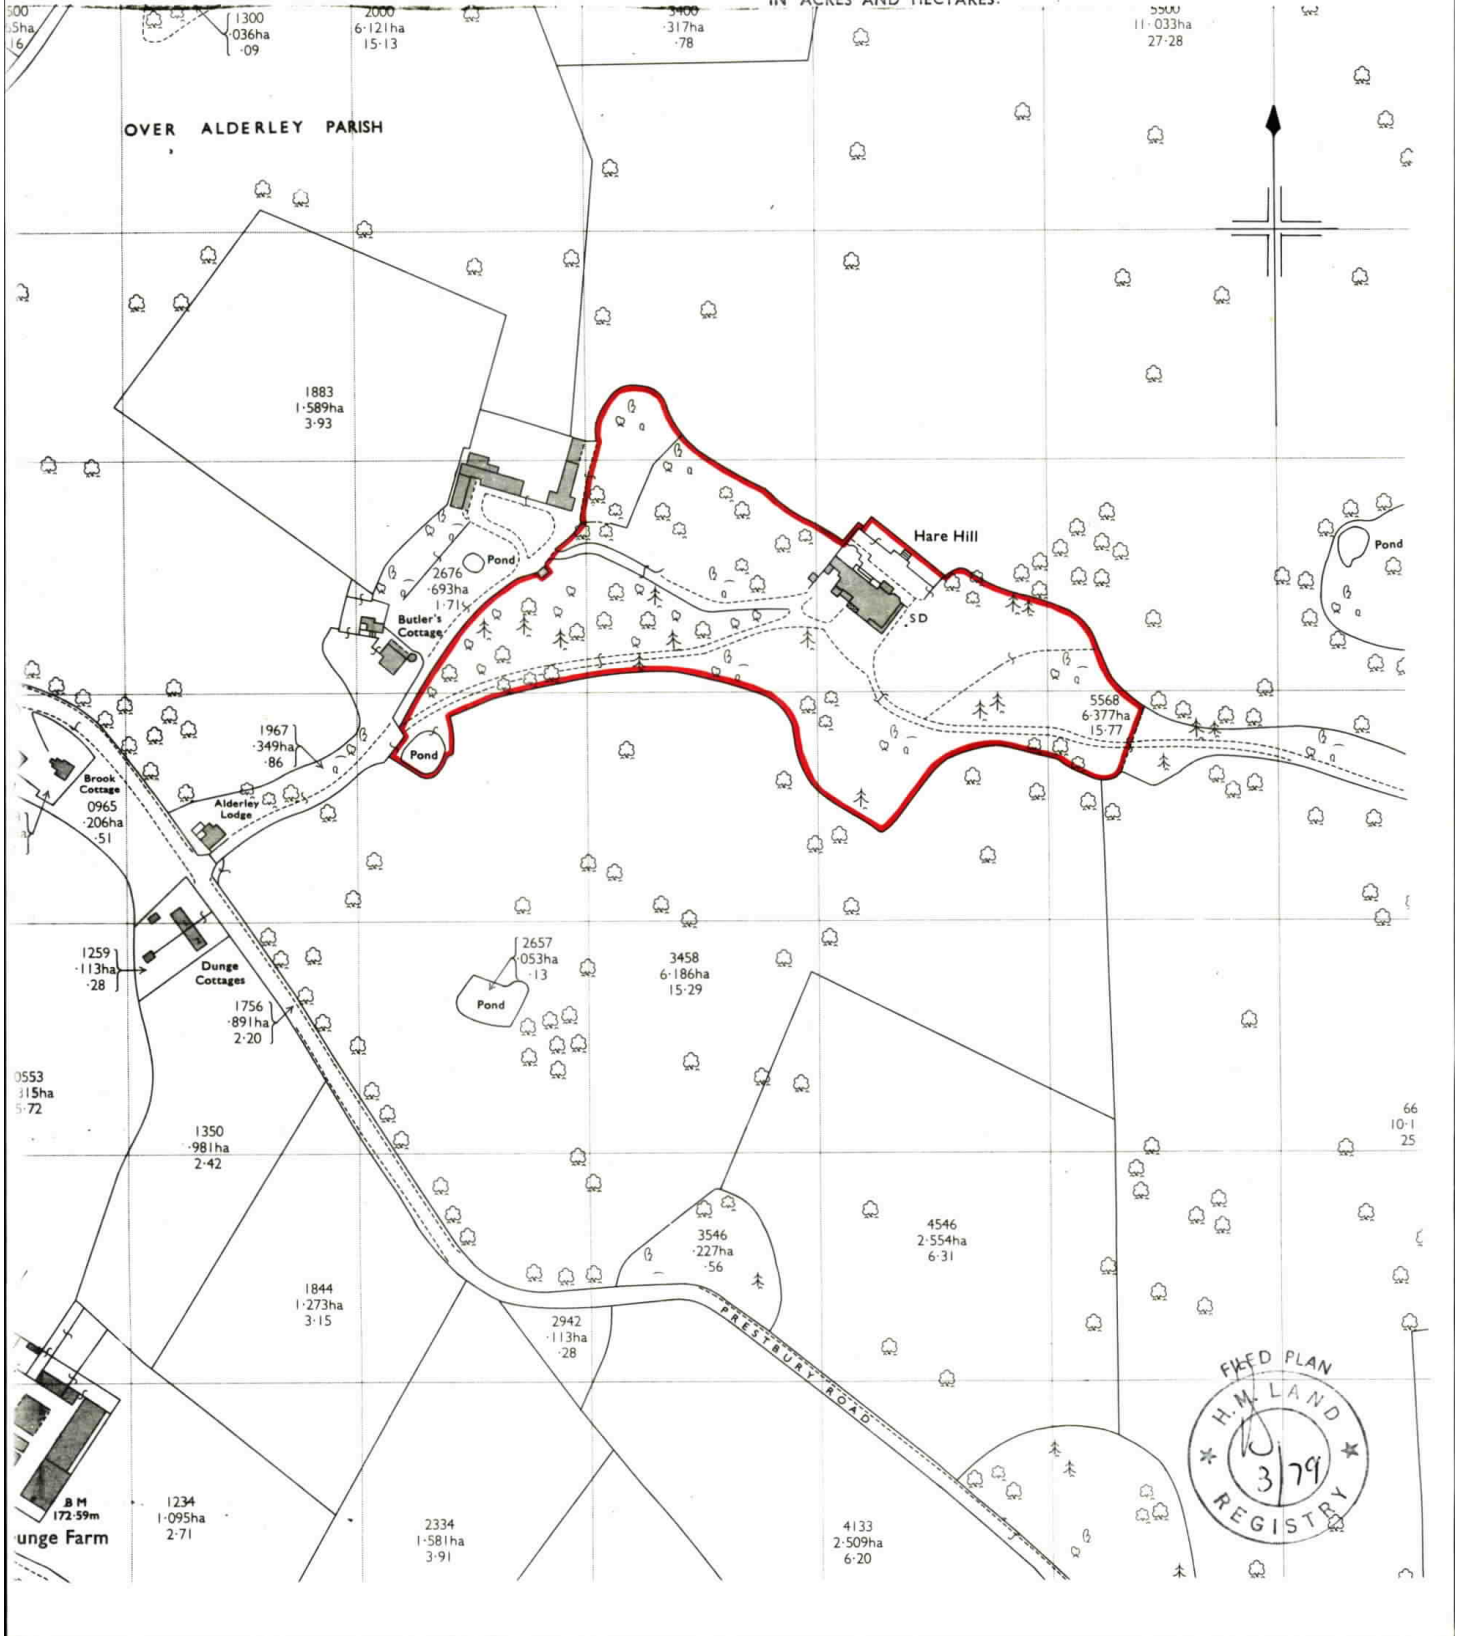 IN ACRES AND HECTARES.
1300
·036ha
·09
2000
6·121ha
15·13
3400
·317ha
·78
5500
11·033ha
27·28
OVER ALDERLEY PARISH
1883
1·589ha
3·93
Hare Hill
Pond
Pond
2676
·693ha
1·71
Butler's
Cottage
SD
5568
6·377ha
15·77
1967
·349ha
·86
Pond
Brook
Cottage
0965
·206ha
·51
Alderley
Lodge
1259
·113ha
·28
Dunge
Cottages
1756
·891ha
2·20
2657
·053ha
·13
Pond
3458
6·186ha
15·29
0553
315ha
5·72
1350
·981ha
2·42
66
10·1
25
3546
·227ha
·56
4546
2·554ha
6·31
1844
1·273ha
3·15
2942
·113ha
·28
PRESTBURY ROAD
FILED PLAN
H.M. LAND
3/79
REGISTRY
BM
172·59m
unge Farm
1234
1·095ha
2·71
2334
1·581ha
3·91
4133
2·509ha
6·20